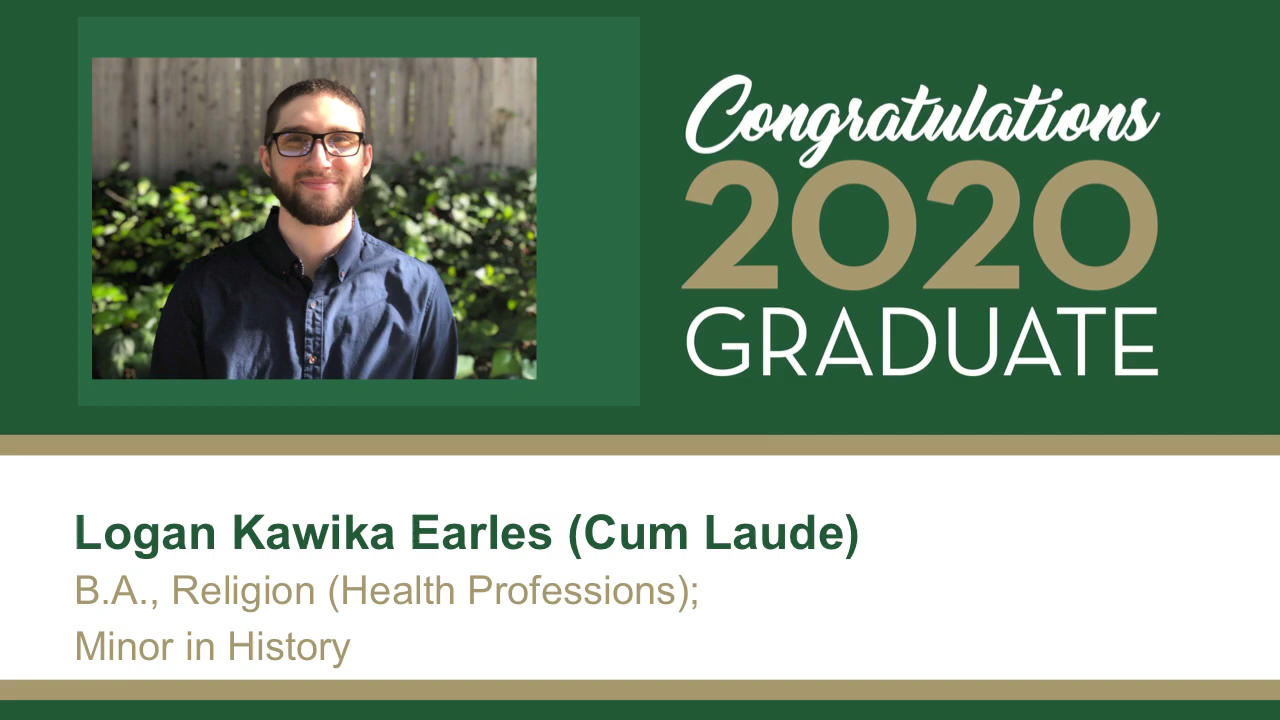 Congratulations
2020
GRADUATE
Logan Kawika Earles (Cum Laude)
B.A., Religion (Health Professions);
Minor in History